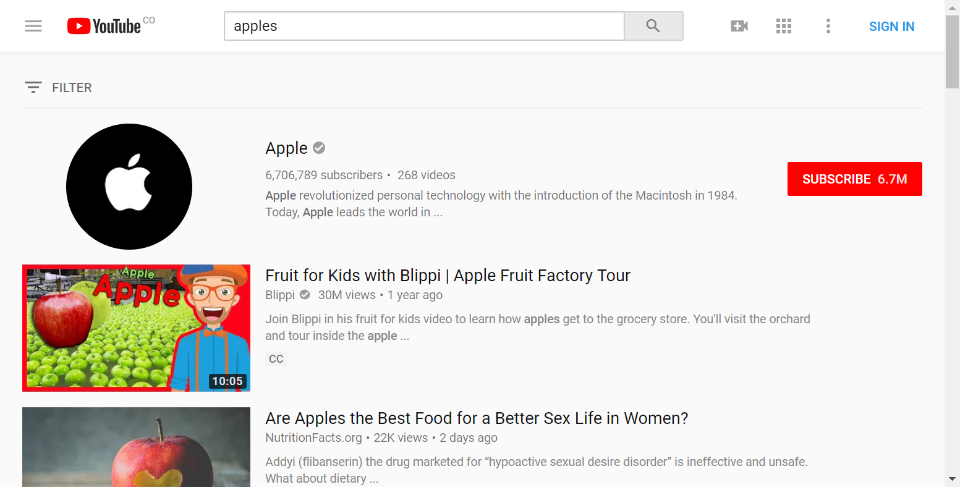 YouTube CO
apples
SIGN IN
FILTER
Apple
6,706,789 subscribers • 268 videos
Apple revolutionized personal technology with the introduction of the Macintosh in 1984.
Today, Apple leads the world in ...
SUBSCRIBE 6.7M
Apple
Apple
10:05
Fruit for Kids with Blippi | Apple Fruit Factory Tour
Blippi 30M views • 1 year ago
Join Blippi in his fruit for kids video to learn how apples get to the grocery store. You'll visit the orchard
and tour inside the apple ...
CC
Are Apples the Best Food for a Better Sex Life in Women?
NutritionFacts.org • 22K views • 2 days ago
Addyi (flibanserin) the drug marketed for “hypoactive sexual desire disorder” is ineffective and unsafe.
What about dietary ...